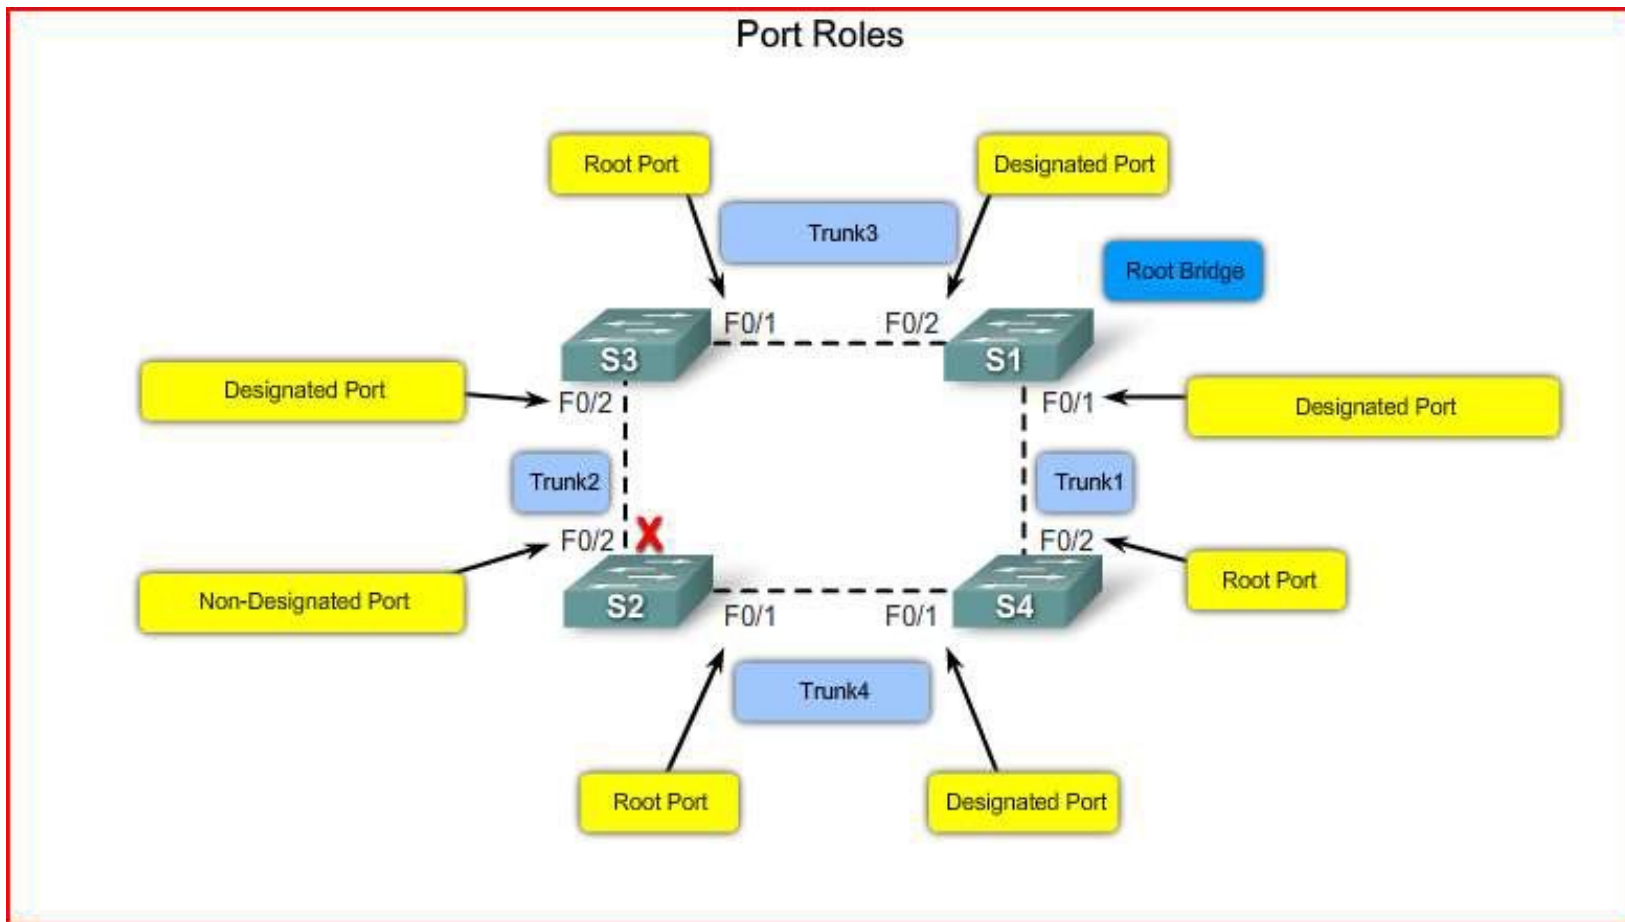 Port Roles
Root Port
Designated Port
Trunk3
Root Bridge
F0/1
F0/2
S3
S1
Designated Port
F0/2
F0/1
Designated Port
Trunk2
Trunk1
F0/2
X
F0/2
Non-Designated Port
S2
S4
Root Port
F0/1
F0/1
Trunk4
Root Port
Designated Port